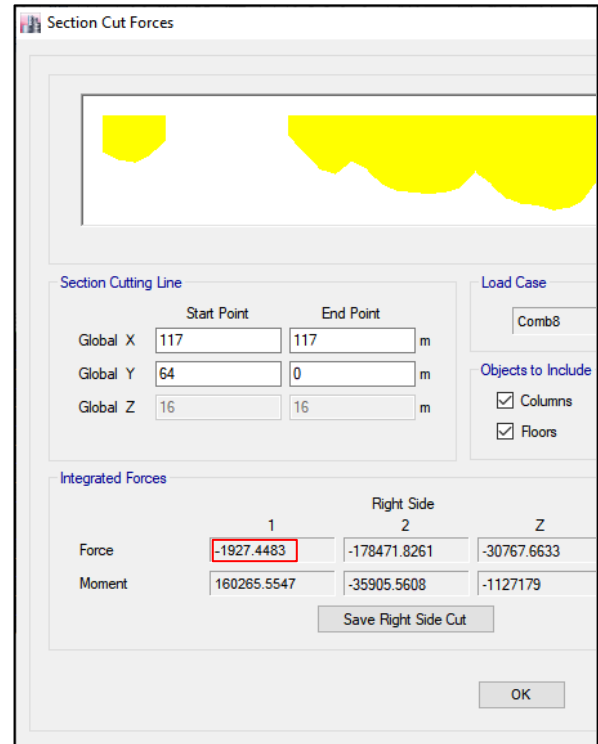 Section Cut Forces
Section Cutting Line
Start Point End Point
Global X 117 117 m
Global Y 64 0 m
Global Z 16 16 m
Load Case
Comb8
Objects to Include
Columns
Floors
Integrated Forces
Right Side
1 2 Z
Force -1927.4483 -178471.8261 -30767.6633
Moment 160265.5547 -35905.5608 -1127179
Save Right Side Cut
OK